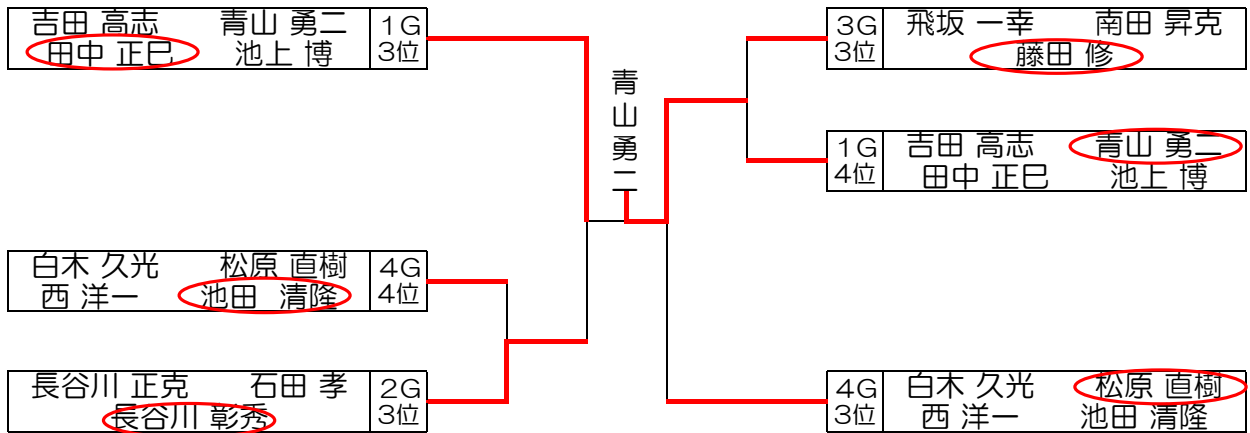 吉田 高志 青山 勇二 1G
田中 正巳 池上 博 3位
白木 久光 松原 直樹 4G
西 洋一 池田 清隆 4位
長谷川 正克 石田 孝 2G
長谷川 彰秀 3位
青山勇二
3G 飛坂 一幸 南田 昇克
3位 藤田 修
1G 吉田 高志 青山 勇二
4位 田中 正巳 池上 博
4G 白木 久光 松原 直樹
3位 西 洋一 池田 清隆